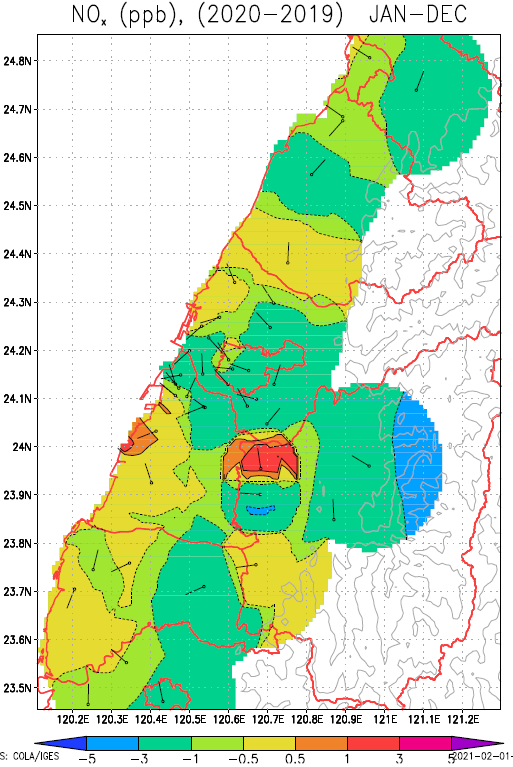 NOₓ (ppb), (2020−2019) JAN−DEC
24.8N
24.7N
24.6N
24.5N
24.4N
24.3N
24.2N
24.1N
24N
23.9N
23.8N
23.7N
23.6N
23.5N
120.2E 120.3E 120.4E 120.5E 120.6E 120.7E 120.8E 120.9E 121E 121.1E 121.2E
−5 −3 −1 −0.5 0.5 1 3 5
S: COLA/IGES 2021−02−01−